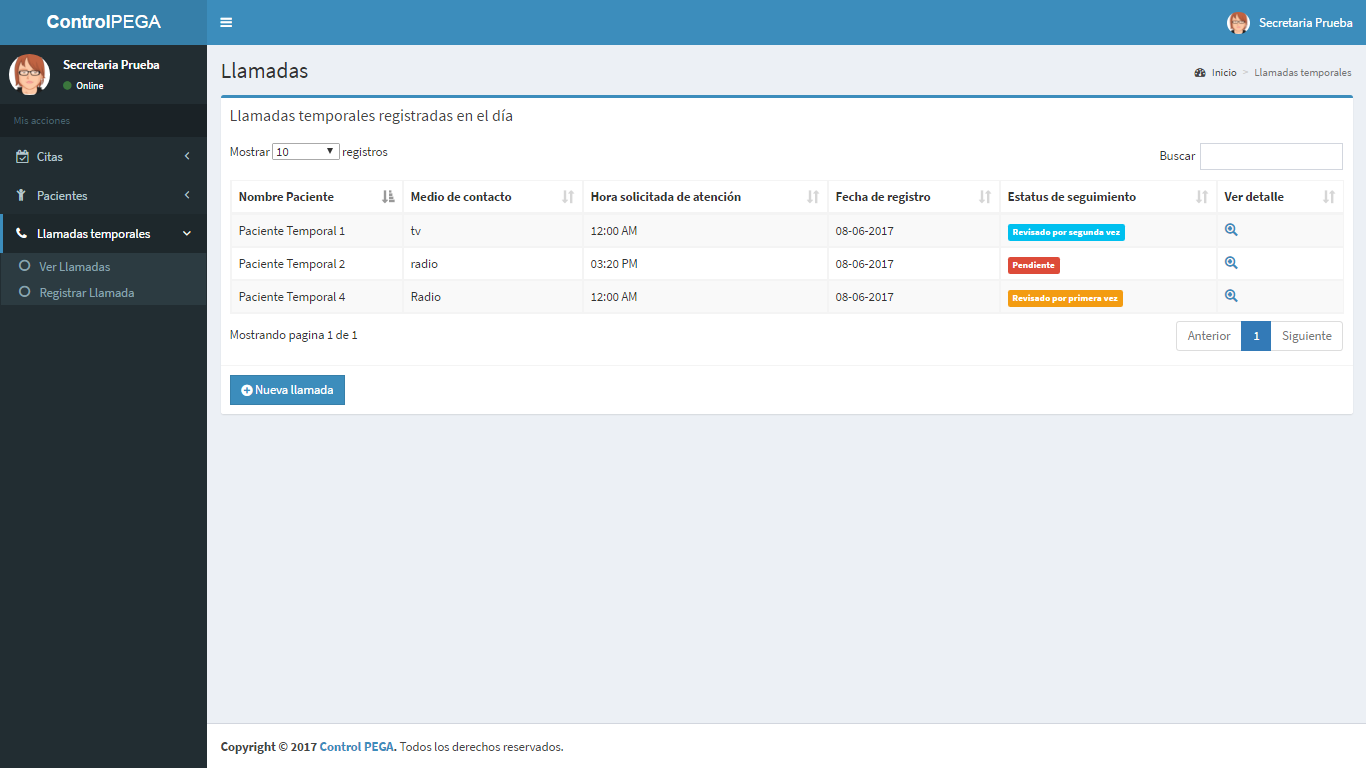 ControlPEGA
Secretaria Prueba
Secretaria Prueba
Online
Mis acciones
Citas
Pacientes
Llamadas temporales
Ver Llamadas
Registrar Llamada
Llamadas
Inicio > Llamadas temporales
Llamadas temporales registradas en el día
Mostrar 10 registros
Buscar
Nombre Paciente Medio de contacto Hora solicitada de atención Fecha de registro Estatus de seguimiento Ver detalle
Paciente Temporal 1 tv 12:00 AM 08-06-2017 Revisado por segunda vez
Paciente Temporal 2 radio 03:20 PM 08-06-2017 Pendiente
Paciente Temporal 4 Radio 12:00 AM 08-06-2017 Revisado por primera vez
Mostrando pagina 1 de 1
Anterior 1 Siguiente
Nueva llamada
Copyright © 2017 Control PEGA. Todos los derechos reservados.